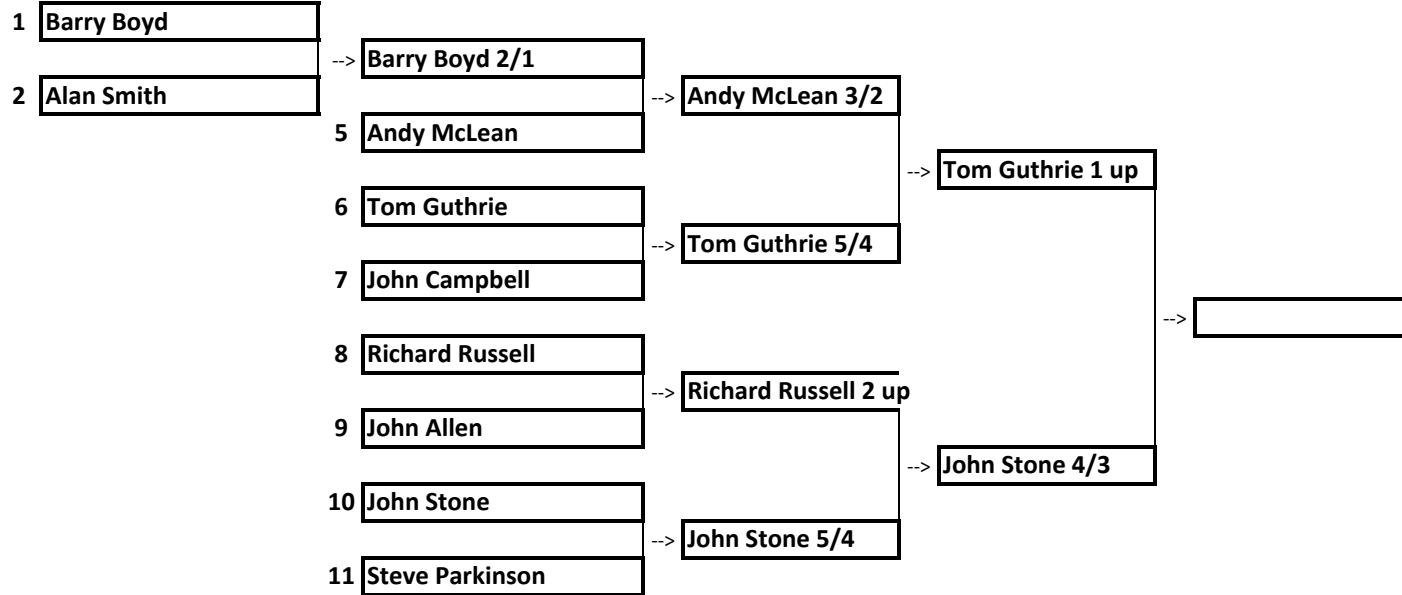 1 Barry Boyd
--> Barry Boyd 2/1
2 Alan Smith
--> Andy McLean 3/2
5 Andy McLean
--> Tom Guthrie 1 up
6 Tom Guthrie
--> Tom Guthrie 5/4
7 John Campbell
-->
8 Richard Russell
--> Richard Russell 2 up
9 John Allen
--> John Stone 4/3
10 John Stone
--> John Stone 5/4
11 Steve Parkinson